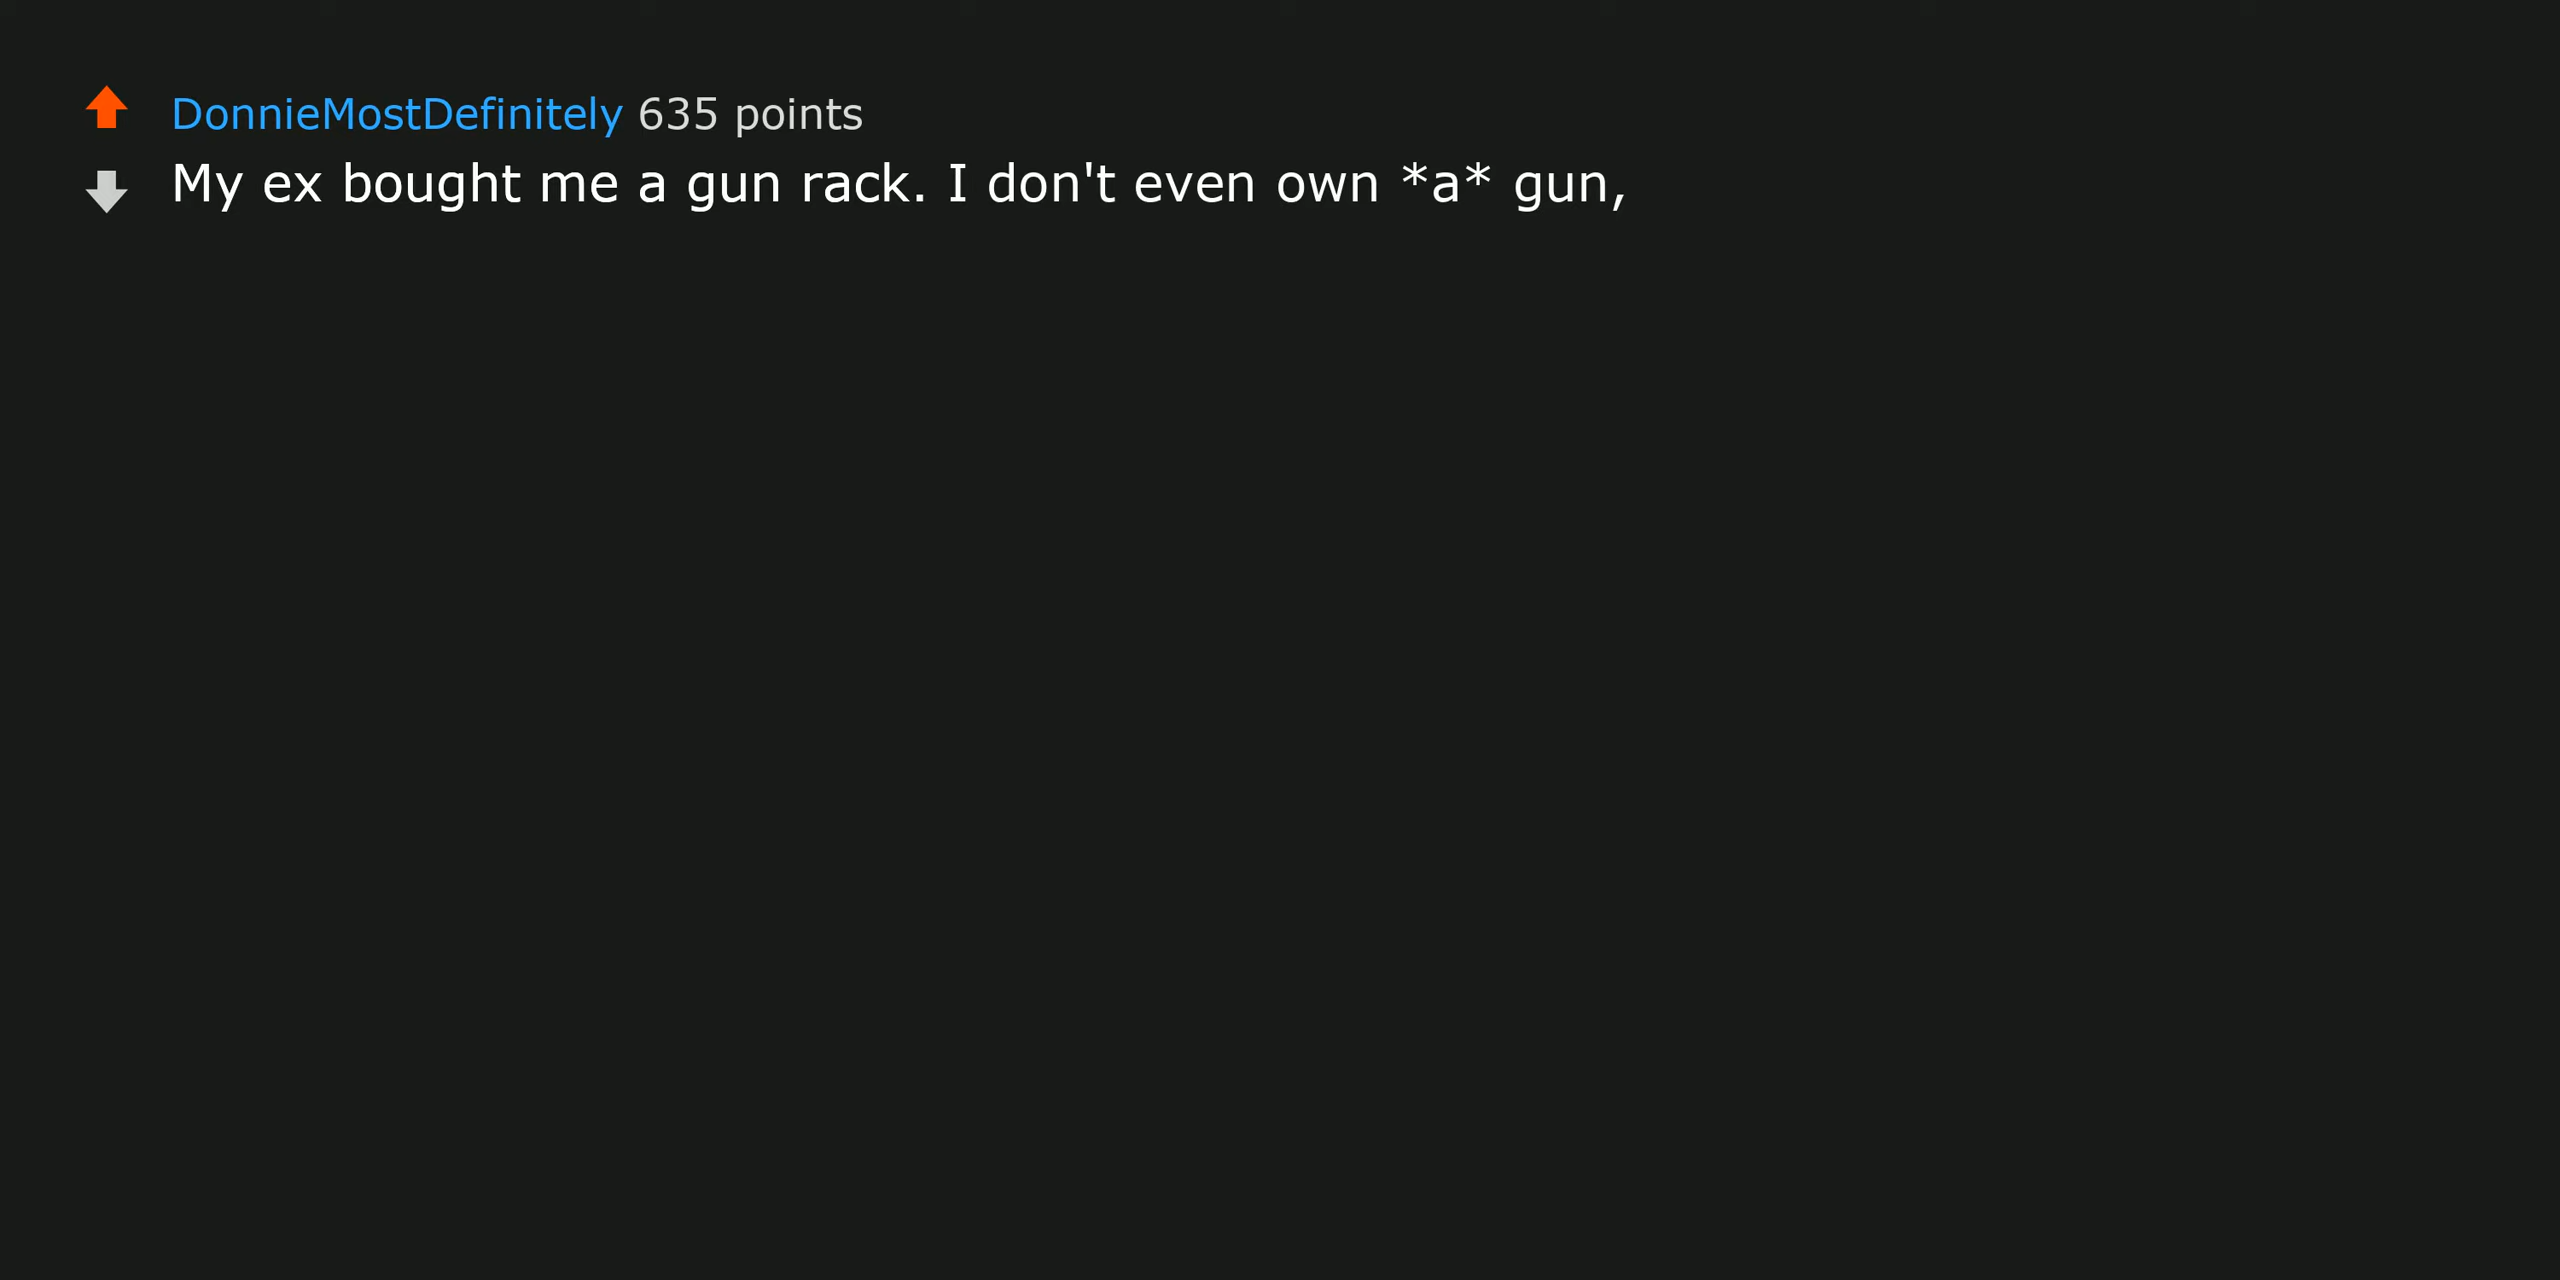 DonnieMostDefinitely 635 points
My ex bought me a gun rack. I don't even own *a* gun,